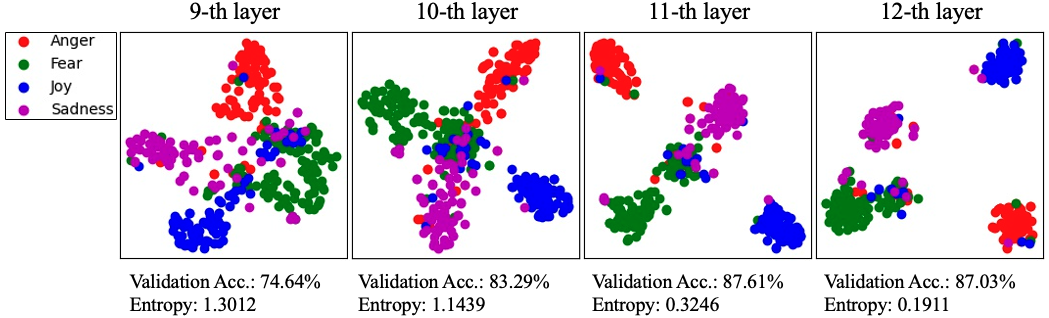 9-th layer
10-th layer
11-th layer
12-th layer
Anger
Fear
Joy
Sadness
Validation Acc.: 74.64%
Entropy: 1.3012
Validation Acc.: 83.29%
Entropy: 1.1439
Validation Acc.: 87.61%
Entropy: 0.3246
Validation Acc.: 87.03%
Entropy: 0.1911